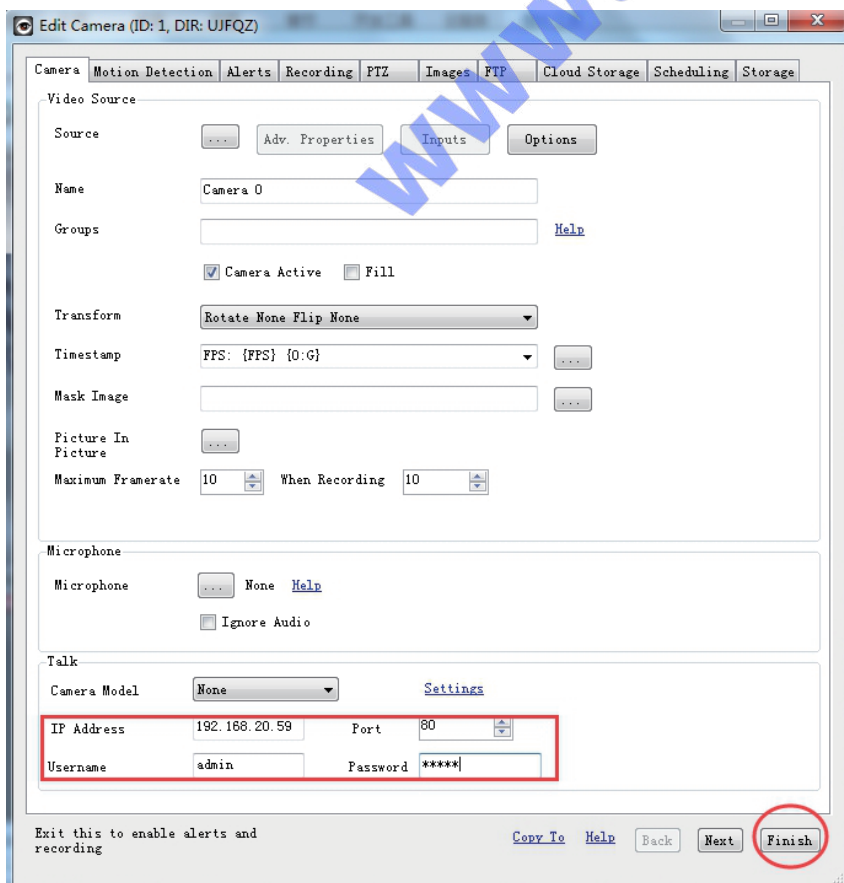 Edit Camera (ID: 1, DIR: UJFQZ)
Camera Motion Detection Alerts Recording PTZ Images FTP Cloud Storage Scheduling Storage
Video Source
Source ... Adv. Properties Inputs Options
Name Camera 0
Groups Help
Camera Active Fill
Transform Rotate None Flip None
Timestamp FPS: {FPS} {0:G} ...
Mask Image ...
Picture In
Picture ...
Maximum Framerate 10 When Recording 10
Microphone
Microphone ... None Help
Ignore Audio
Talk
Camera Model None Settings
IP Address 192.168.20.59 Port 80
Username admin Password *****
Exit this to enable alerts and
recording
Copy To Help Back Next Finish
www